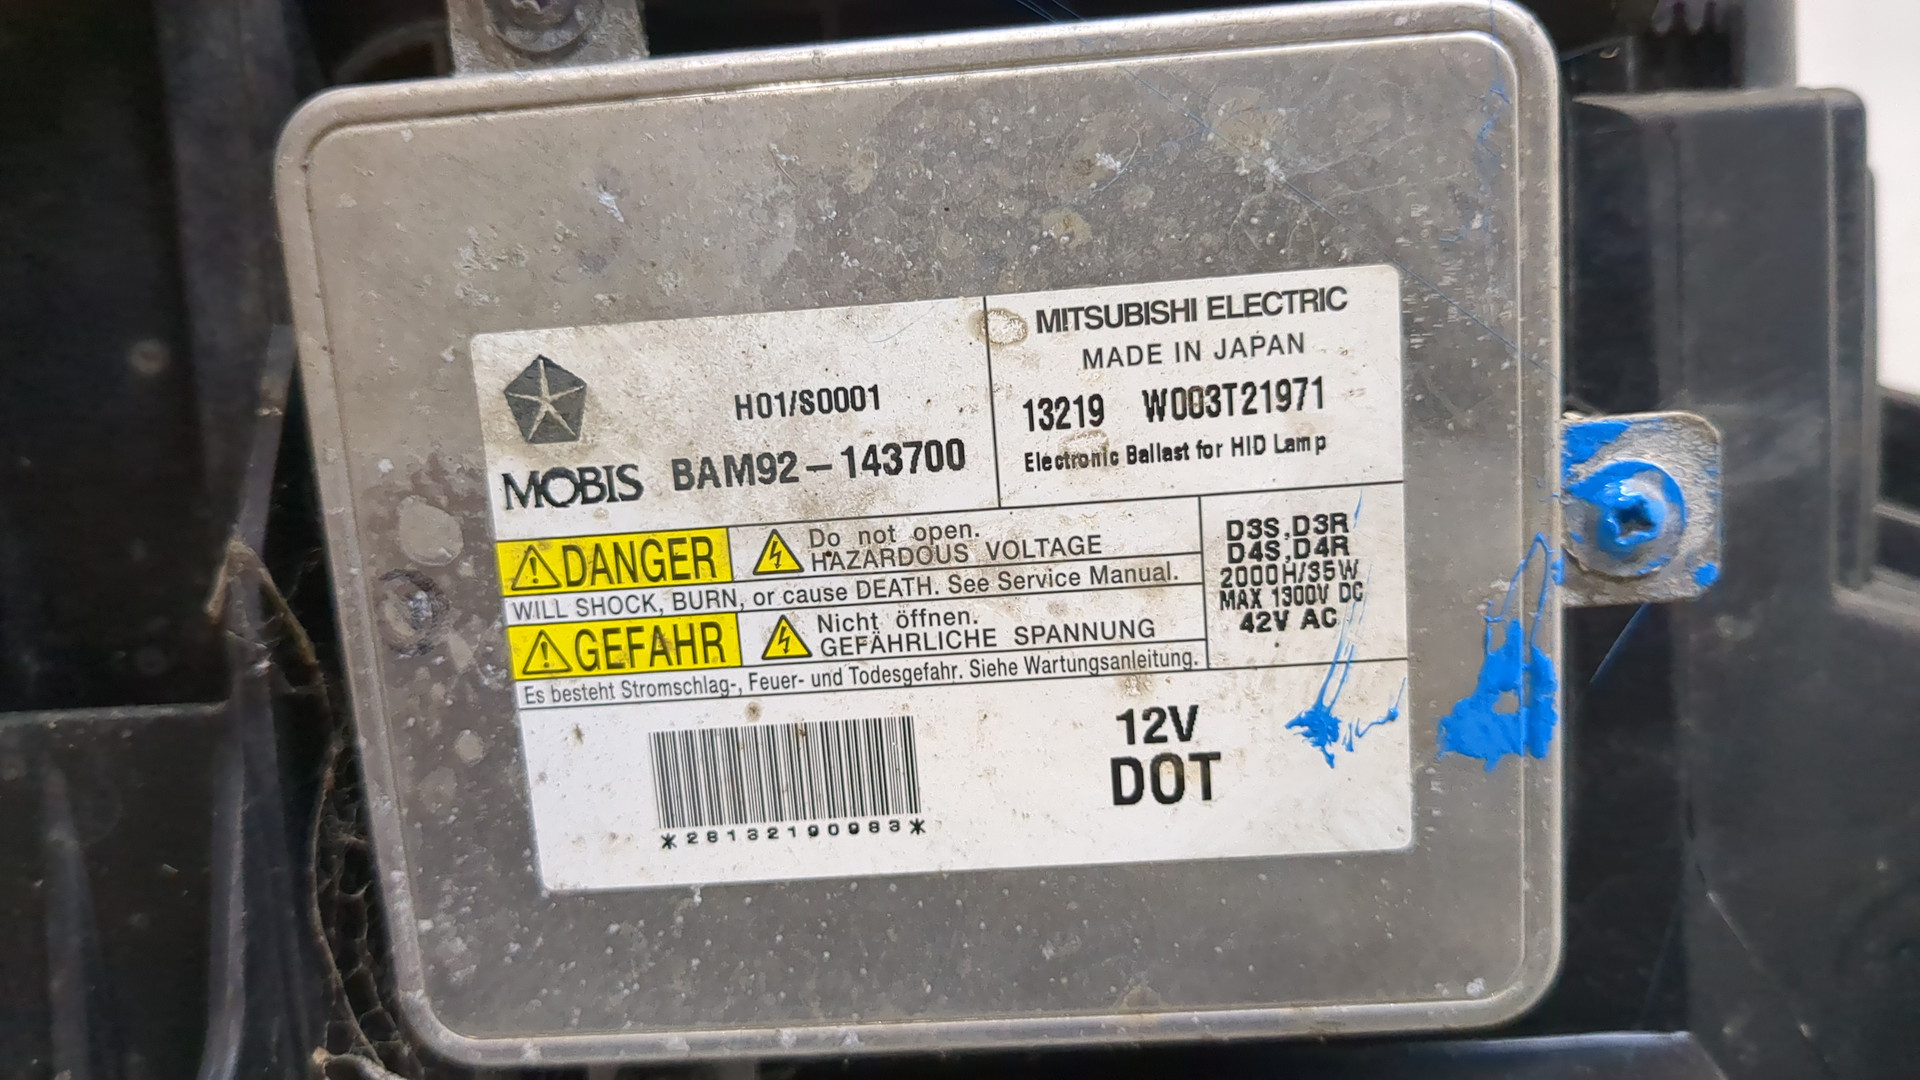 H01/S0001
MOBIS BAM92-143700
MITSUBISHI ELECTRIC
MADE IN JAPAN
13219 W003T21971
Electronic Ballast for HID Lamp
DANGER
Do not open.
HAZARDOUS VOLTAGE
WILL SHOCK, BURN, or cause DEATH. See Service Manual.
GEFAHR
Nicht öffnen.
GEFÄHRLICHE SPANNUNG
Es besteht Stromschlag-, Feuer- und Todesgefahr. Siehe Wartungsanleitung.
D3S,D3R
D4S,D4R
2000H/35W
MAX 1300V DC
42V AC
12V
DOT
*28132190983*